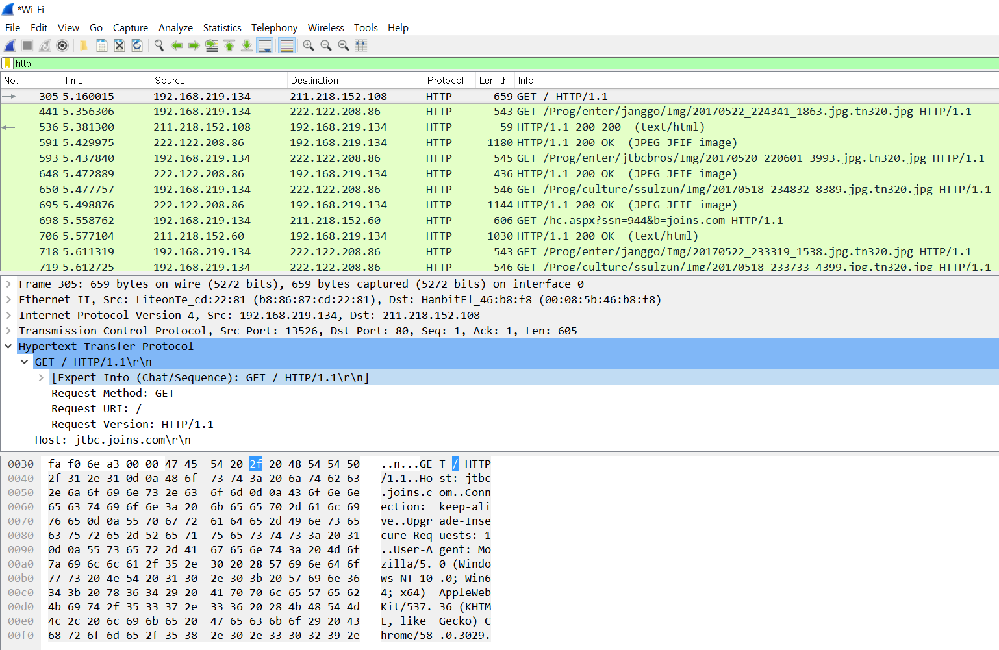 *Wi-Fi
File Edit View Go Capture Analyze Statistics Telephony Wireless Tools Help
http
No. Time Source Destination Protocol Length Info
305 5.160015 192.168.219.134 211.218.152.108 HTTP 659 GET / HTTP/1.1
441 5.356306 192.168.219.134 222.122.208.86 HTTP 543 GET /Prog/enter/janggo/Img/20170522_224341_1863.jpg.tn320.jpg HTTP/1.1
536 5.381300 211.218.152.108 192.168.219.134 HTTP 59 HTTP/1.1 200 200 (text/html)
591 5.429975 222.122.208.86 192.168.219.134 HTTP 1180 HTTP/1.1 200 OK (JPEG JFIF image)
593 5.437840 192.168.219.134 222.122.208.86 HTTP 545 GET /Prog/enter/jtbcbros/Img/20170520_220601_3993.jpg.tn320.jpg HTTP/1.1
648 5.472889 222.122.208.86 192.168.219.134 HTTP 436 HTTP/1.1 200 OK (JPEG JFIF image)
650 5.477757 192.168.219.134 222.122.208.86 HTTP 546 GET /Prog/culture/ssulzun/Img/20170518_234832_8389.jpg.tn320.jpg HTTP/1.1
695 5.498876 222.122.208.86 192.168.219.134 HTTP 1144 HTTP/1.1 200 OK (JPEG JFIF image)
698 5.558762 192.168.219.134 211.218.152.60 HTTP 606 GET /hc.aspx?ssn=944&b=joins.com HTTP/1.1
706 5.577104 211.218.152.60 192.168.219.134 HTTP 1030 HTTP/1.1 200 OK (text/html)
718 5.611319 192.168.219.134 222.122.208.86 HTTP 543 GET /Prog/enter/janggo/Img/20170522_233319_1538.jpg.tn320.jpg HTTP/1.1
719 5.612725 192.168.219.134 222.122.208.86 HTTP 546 GET /Prog/culture/ssulzun/Img/20170518_233733_4399.jpg.tn320.jpg HTTP/1.1
Frame 305: 659 bytes on wire (5272 bits), 659 bytes captured (5272 bits) on interface 0
Ethernet II, Src: LiteonTe_cd:22:81 (b8:86:87:cd:22:81), Dst: HanbitEl_46:b8:f8 (00:08:5b:46:b8:f8)
Internet Protocol Version 4, Src: 192.168.219.134, Dst: 211.218.152.108
Transmission Control Protocol, Src Port: 13526, Dst Port: 80, Seq: 1, Ack: 1, Len: 605
Hypertext Transfer Protocol
GET / HTTP/1.1\r\n
[Expert Info (Chat/Sequence): GET / HTTP/1.1\r\n]
Request Method: GET
Request URI: /
Request Version: HTTP/1.1
Host: jtbc.joins.com\r\n
0030 fa f0 6e a3 00 00 47 45 54 20 2f 20 48 54 54 50 ..n...GE T / HTTP
0040 2f 31 2e 31 0d 0a 48 6f 73 74 3a 20 6a 74 62 63 /1.1..Ho st: jtbc
0050 2e 6a 6f 69 6e 73 2e 63 6f 6d 0d 0a 43 6f 6e 6e .joins.c om..Conn
0060 65 63 74 69 6f 6e 3a 20 6b 65 65 70 2d 61 6c 69 ection: keep-ali
0070 76 65 0d 0a 55 70 67 72 61 64 65 2d 49 6e 73 65 ve..Upgr ade-Inse
0080 63 75 72 65 2d 52 65 71 75 65 73 74 73 3a 20 31 cure-Req uests: 1
0090 0d 0a 55 73 65 72 2d 41 67 65 6e 74 3a 20 4d 6f ..User-A gent: Mo
00a0 7a 69 6c 6c 61 2f 35 2e 30 20 28 57 69 6e 64 6f zilla/5. 0 (Windo
00b0 77 73 20 4e 54 20 31 30 2e 30 3b 20 57 69 6e 36 ws NT 10 .0; Win6
00c0 34 3b 20 78 36 34 29 20 41 70 70 6c 65 57 65 62 4; x64) AppleWeb
00d0 4b 69 74 2f 35 33 37 2e 33 36 20 28 4b 48 54 4d Kit/537. 36 (KHTM
00e0 4c 2c 20 6c 69 6b 65 20 47 65 63 6b 6f 29 20 43 L, like Gecko) C
00f0 68 72 6f 6d 65 2f 35 38 2e 30 2e 33 30 32 39 2e hrome/58 .0.3029.